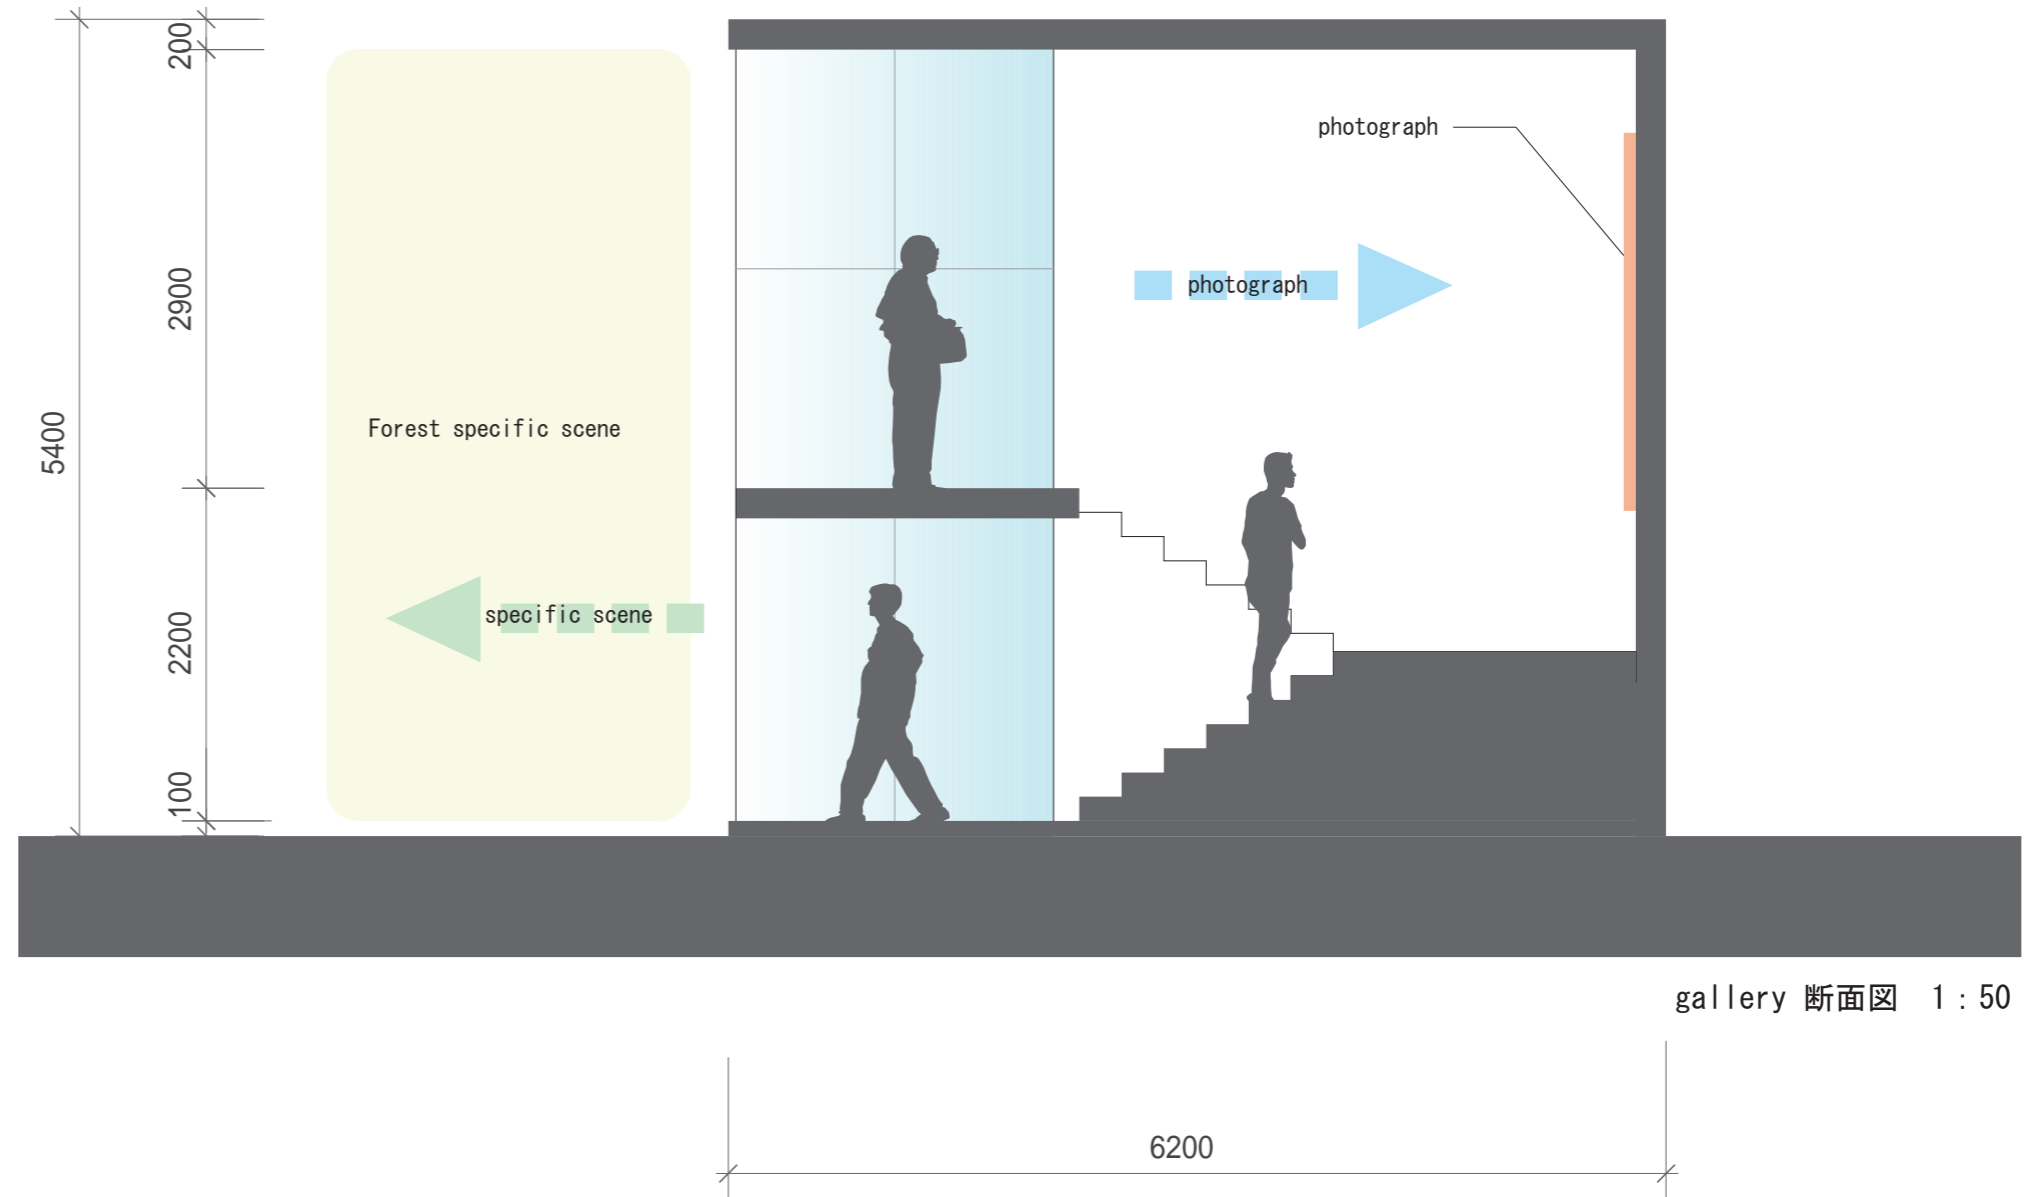 200
photograph
2900
photograph
5400
Forest specific scene
2200
specific scene
100
gallery 断面図 1:50
6200